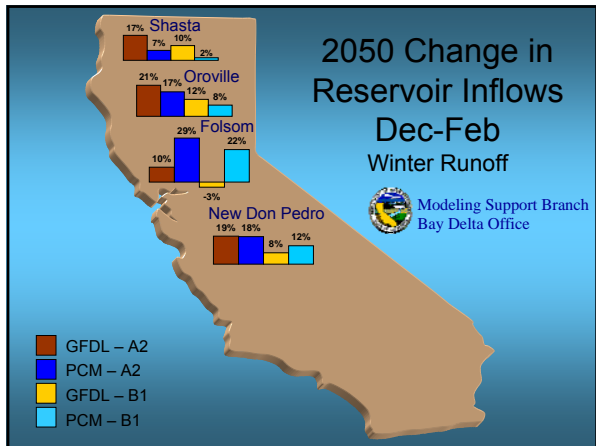 2050 Change in
Reservoir Inflows
Dec-Feb
Winter Runoff
Modeling Support Branch
Bay Delta Office
Shasta
17%
7%
10%
2%
Oroville
21%
17%
12%
8%
Folsom
10%
29%
-3%
22%
New Don Pedro
19%
18%
8%
12%
GFDL – A2
PCM – A2
GFDL – B1
PCM – B1